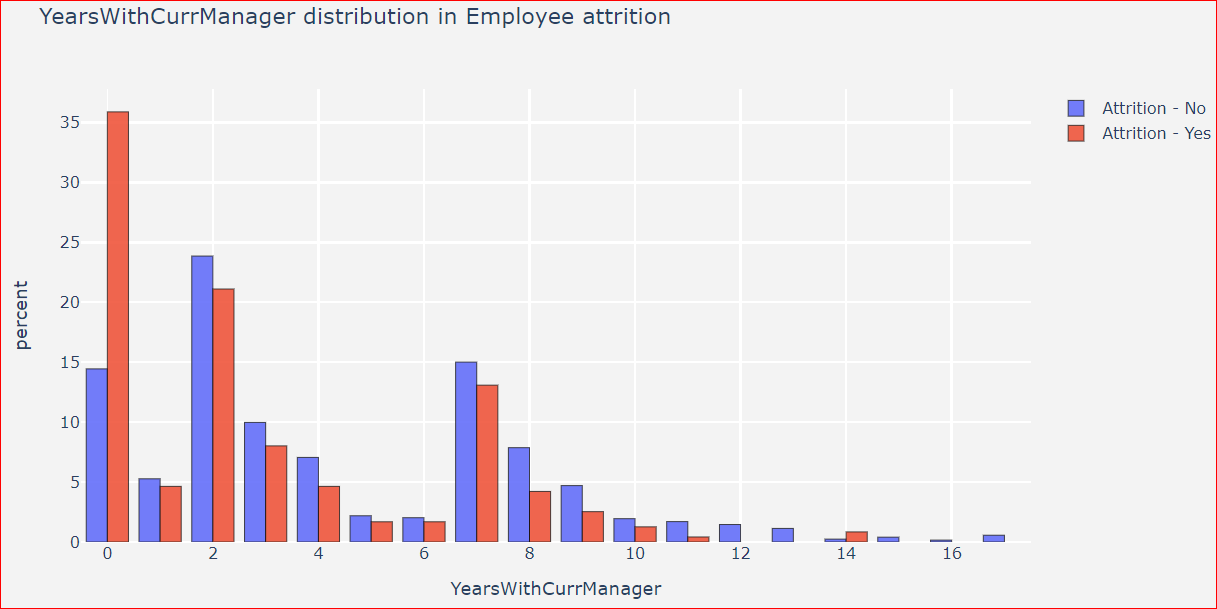 YearsWithCurrManager distribution in Employee attrition
Attrition - No
Attrition - Yes
percent
35
30
25
20
15
10
5
0
0 2 4 6 8 10 12 14 16
YearsWithCurrManager